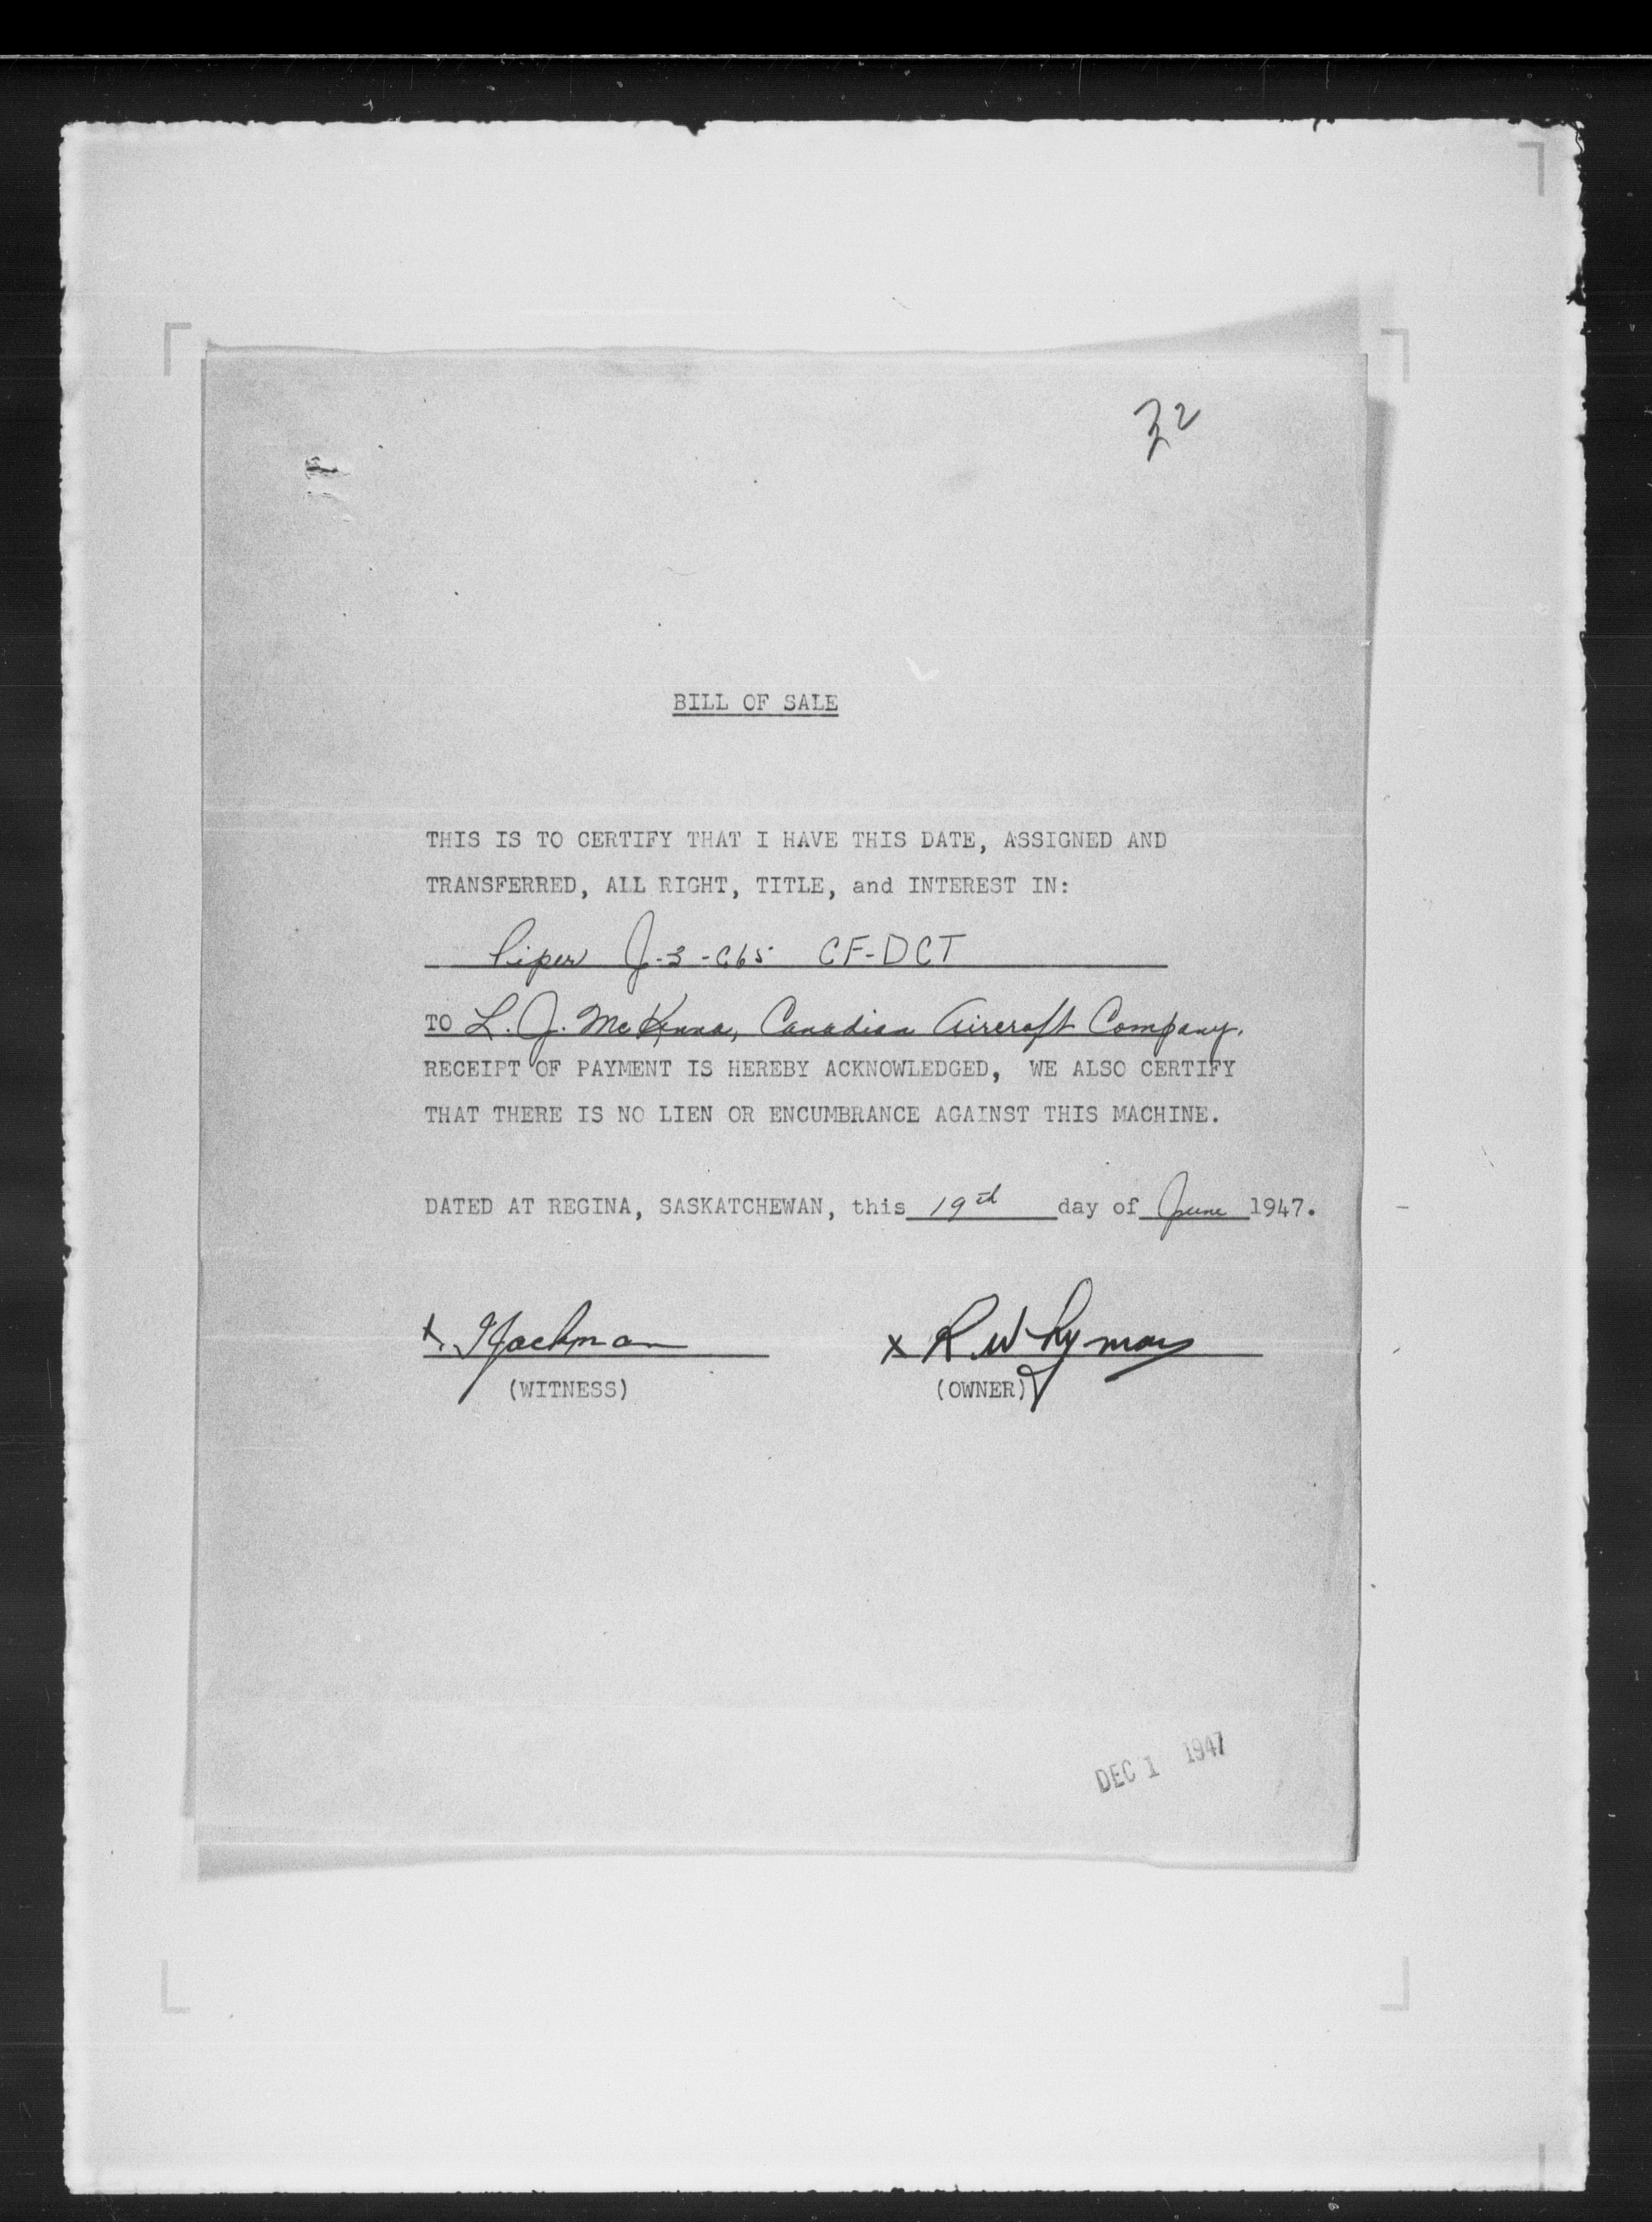 32
BILL OF SALE
THIS IS TO CERTIFY THAT I HAVE THIS DATE, ASSIGNED AND
TRANSFERRED, ALL RIGHT, TITLE, and INTEREST IN:
Piper J-3-C65 CF-DCT
TO L. J. McKenna, Canadian Aircraft Company.
RECEIPT OF PAYMENT IS HEREBY ACKNOWLEDGED, WE ALSO CERTIFY
THAT THERE IS NO LIEN OR ENCUMBRANCE AGAINST THIS MACHINE.
DATED AT REGINA, SASKATCHEWAN, this 19th day of June 1947.
x x R W
(WITNESS) (OWNER)
DEC 1 1947